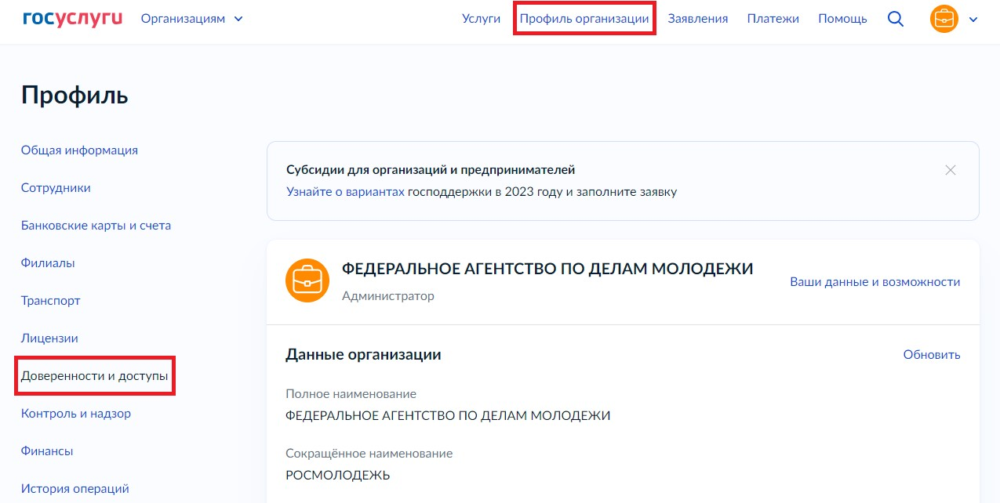 госуслуги Организациям Услуги Профиль организации Заявления Платежи Помощь
Профиль
Общая информация
Сотрудники
Банковские карты и счета
Филиалы
Транспорт
Лицензии
Доверенности и доступы
Контроль и надзор
Финансы
История операций
Субсидии для организаций и предпринимателей
Узнайте о вариантах господдержки в 2023 году и заполните заявку
ФЕДЕРАЛЬНОЕ АГЕНТСТВО ПО ДЕЛАМ МОЛОДЕЖИ
Администратор
Ваши данные и возможности
Данные организации
Обновить
Полное наименование
ФЕДЕРАЛЬНОЕ АГЕНТСТВО ПО ДЕЛАМ МОЛОДЕЖИ
Сокращённое наименование
РОСМОЛОДЕЖЬ